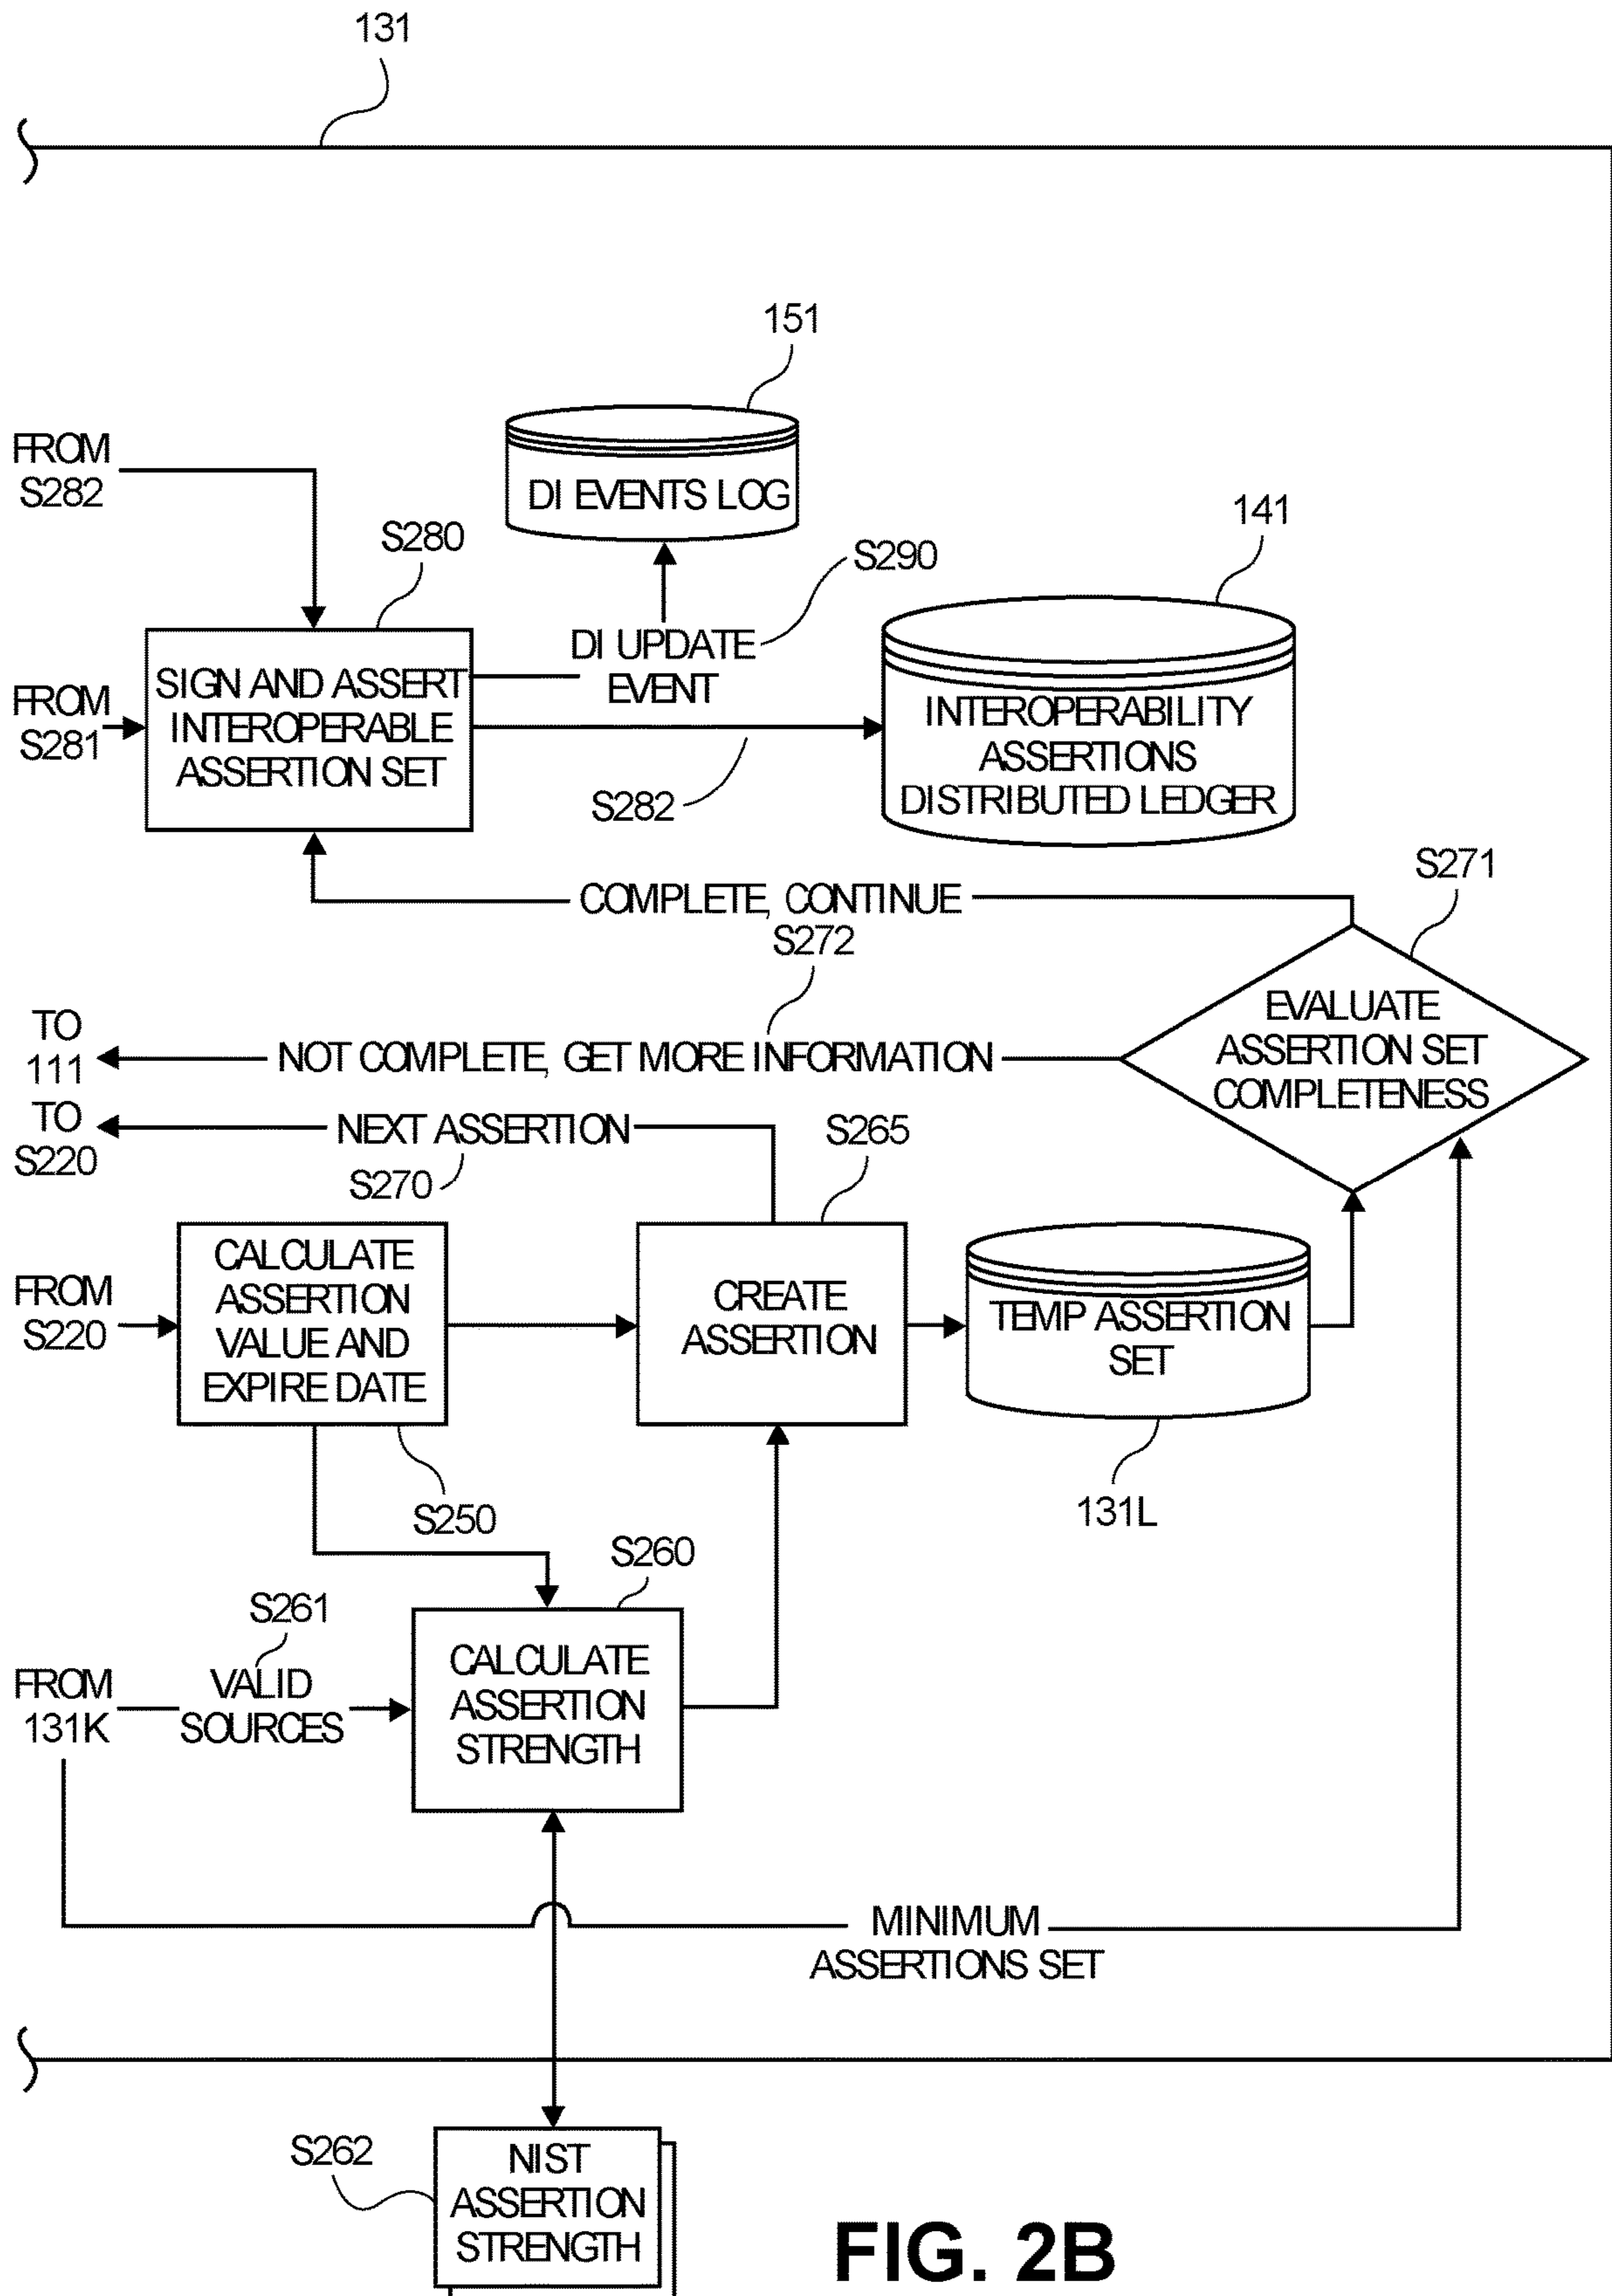 131
151
FROM
S282
DI EVENTS LOG
141
S280
S290
DI UPDATE
EVENT
FROM
S281
SIGN AND ASSERT
INTEROPERABLE
ASSERTION SET
INTEROPERABILITY
ASSERTIONS
DISTRIBUTED LEDGER
S282
S271
COMPLETE, CONTINUE
S272
EVALUATE
ASSERTION SET
COMPLETENESS
TO
111
NOT COMPLETE, GET MORE INFORMATION
TO
S220
NEXT ASSERTION
S270
S265
FROM
S220
CALCULATE
ASSERTION
VALUE AND
EXPIRE DATE
CREATE
ASSERTION
TEMP ASSERTION
SET
S250
131L
S260
S261
FROM
131K
VALID
SOURCES
CALCULATE
ASSERTION
STRENGTH
MINIMUM
ASSERTIONS SET
S262
NIST
ASSERTION
STRENGTH
FIG. 2B